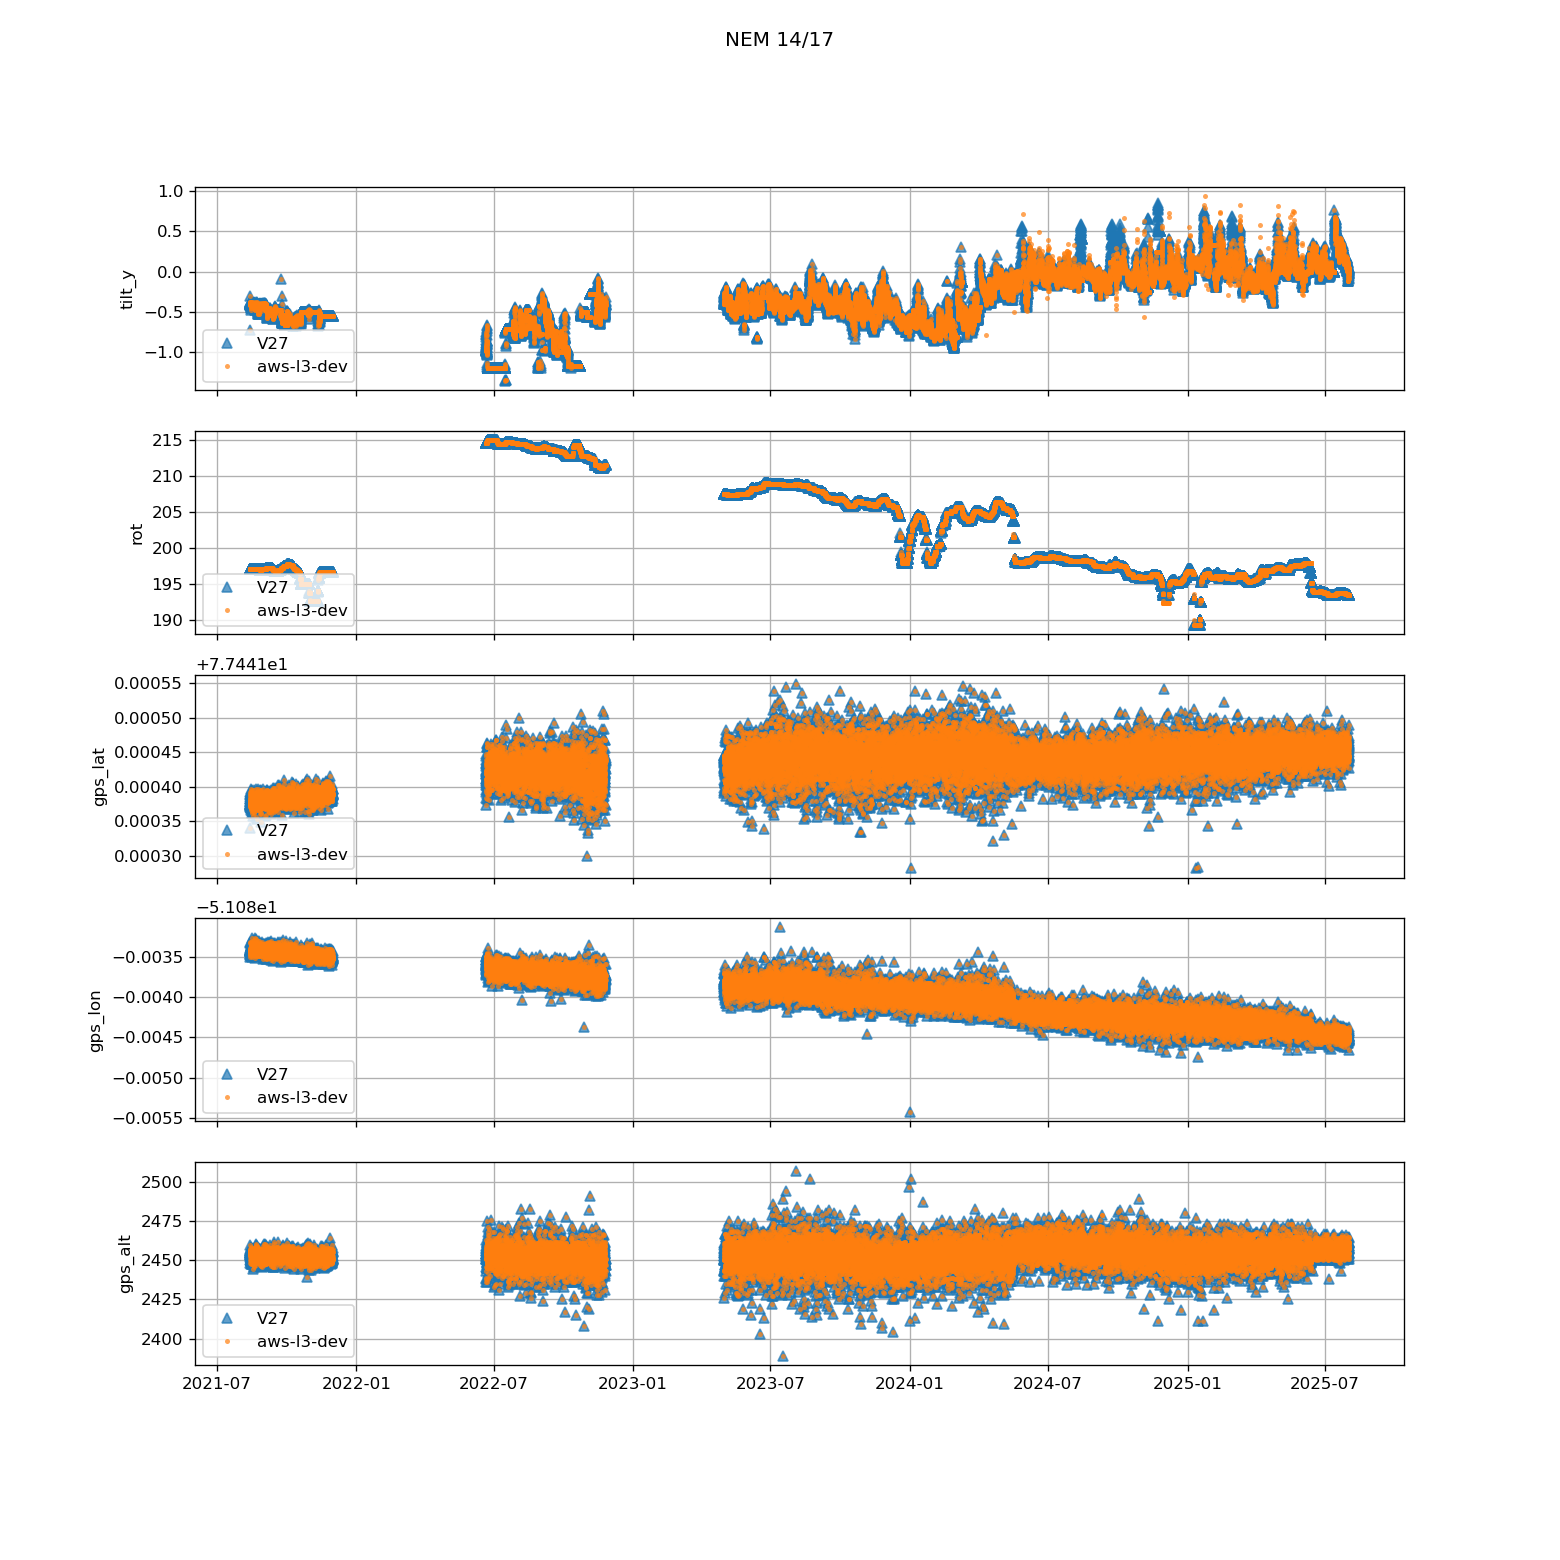 NEM 14/17
1.0
0.5
0.0
−0.5
−1.0
tilt_y
V27
aws-l3-dev
215
210
205
200
195
190
rot
V27
aws-l3-dev
+7.7441e1
0.00055
0.00050
0.00045
0.00040
0.00035
0.00030
gps_lat
V27
aws-l3-dev
−5.108e1
−0.0035
−0.0040
−0.0045
−0.0050
−0.0055
gps_lon
V27
aws-l3-dev
2500
2475
2450
2425
2400
gps_alt
V27
aws-l3-dev
2021-07 2022-01 2022-07 2023-01 2023-07 2024-01 2024-07 2025-01 2025-07